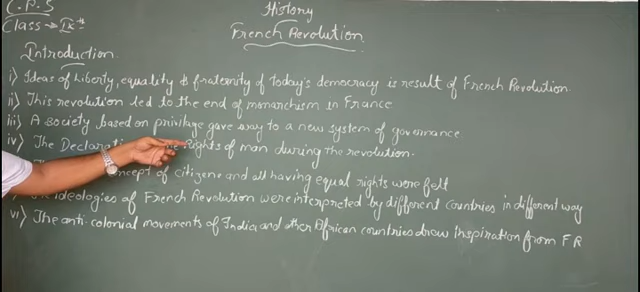 C.P.S
Class → IXth
History
French Revolution
Introduction
i) Ideas of Liberty, equality & fraternity of today's democracy is result of French Revolution.
ii) This revolution led to the end of monarchism in France
iii) A society based on privilage gave way to a new system of governance
iv) The Declarati Rights of man during the revolution.
oncept of citizens and all having equal rights were felt
ideologies of French Revolution were interpreted by different countries in different way
vi) The anti-colonial movements of India and other African countries drew inspiration from FR